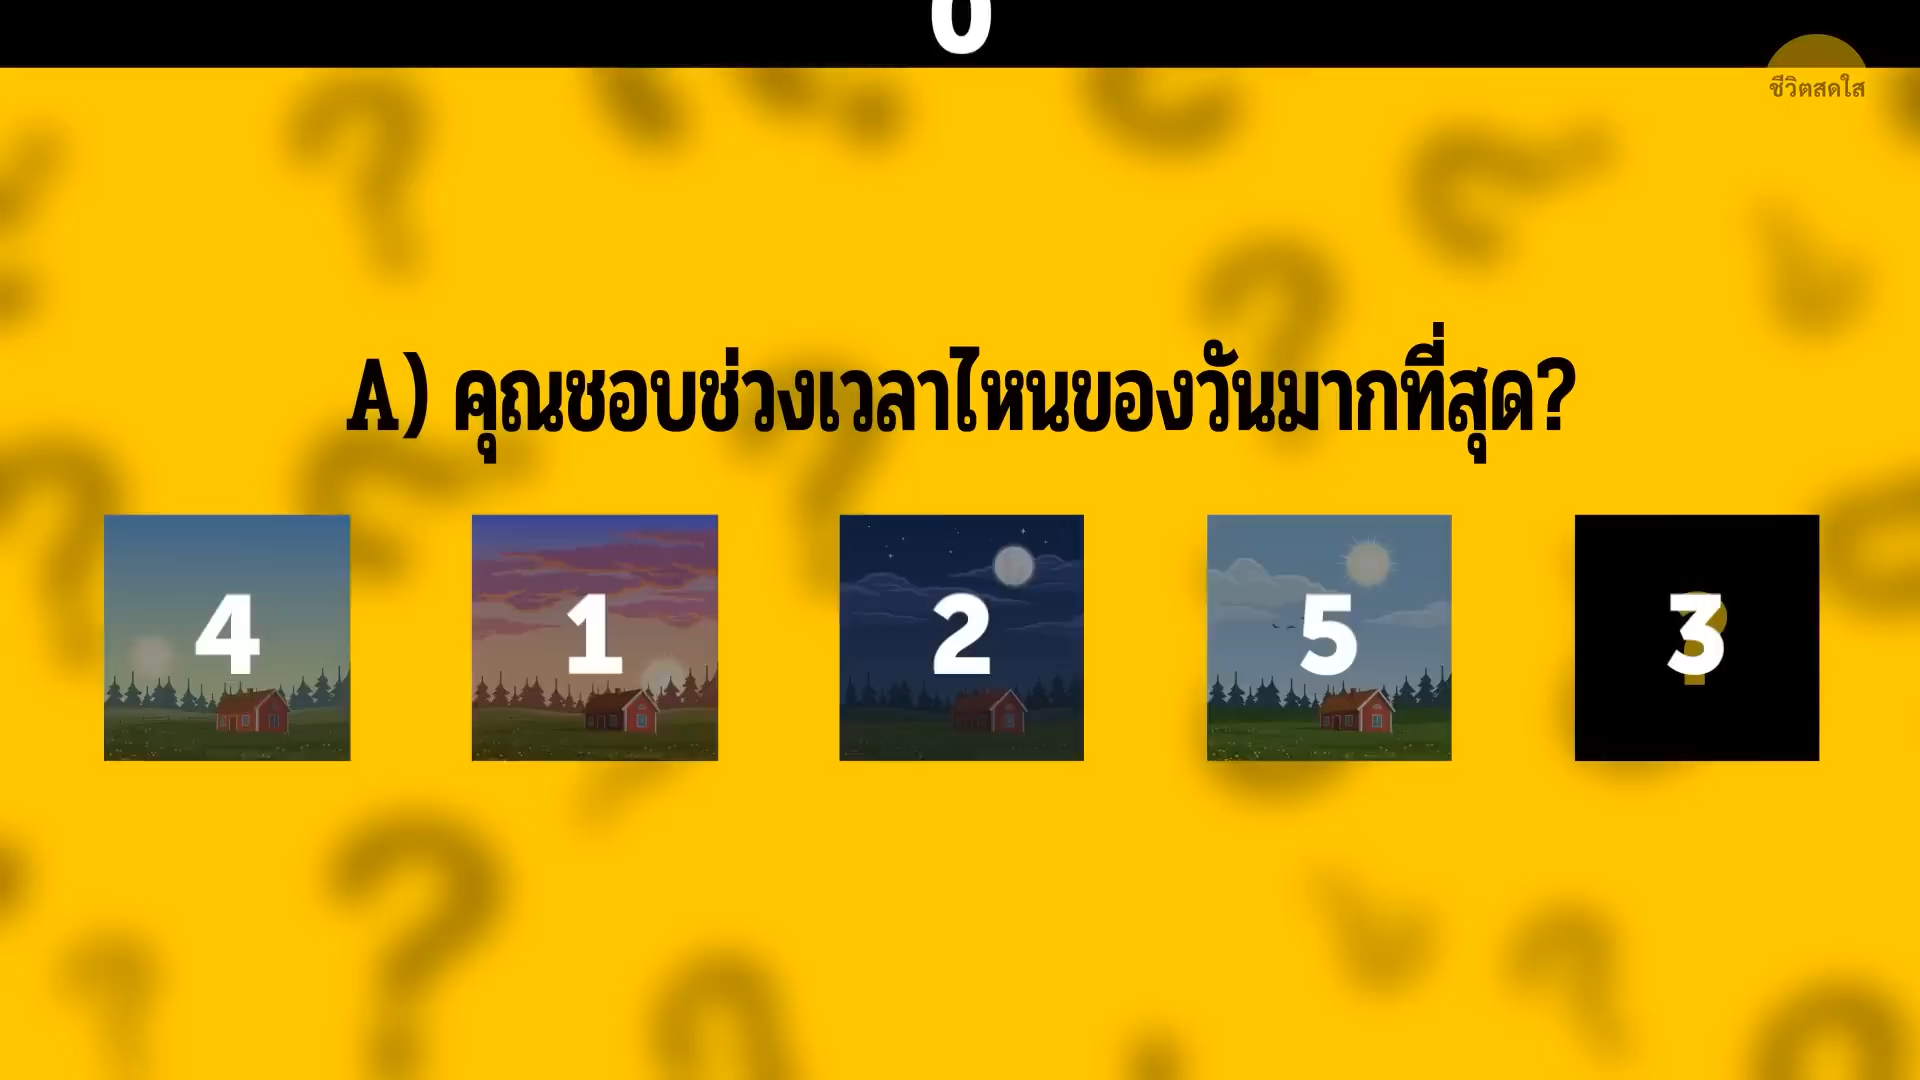 0
ชีวิตสดใส
A) คุณชอบช่วงเวลาไหนของวันมากที่สุด?
4 1 2 5 3